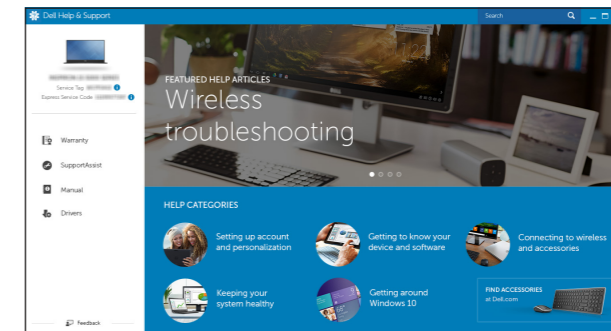 Dell Help & Support
Search
Service Tag:
Express Service Code:
Warranty
SupportAssist
Manual
Drivers
Feedback
FEATURED HELP ARTICLES
Wireless
troubleshooting
HELP CATEGORIES
Setting up account
and personalization
Getting to know your
device and software
Connecting to wireless
and accessories
Keeping your
system healthy
Getting around
Windows 10
FIND ACCESSORIES
at Dell.com